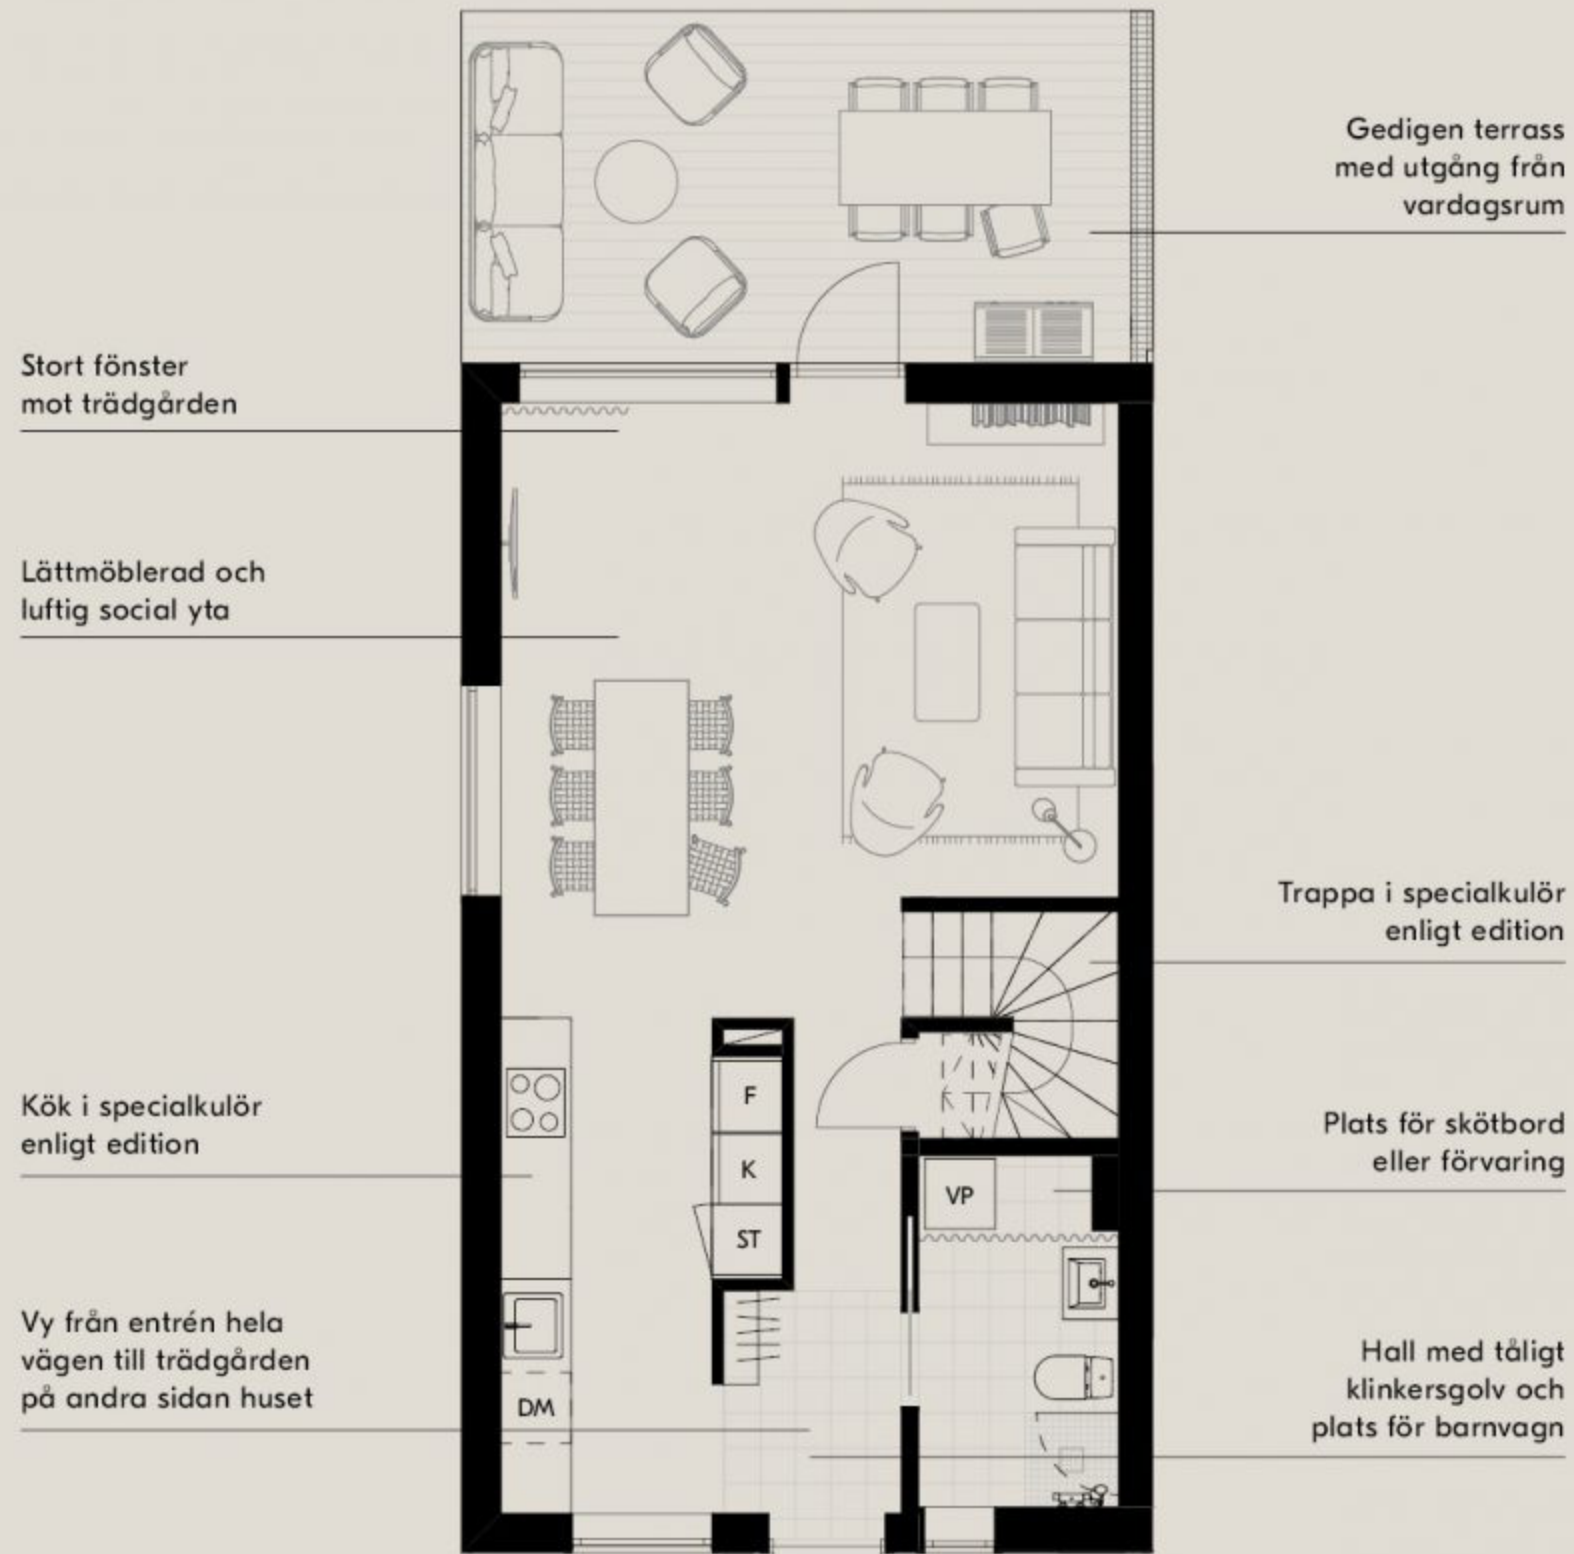 Gedigen terrass
med utgång från
vardagsrum
Stort fönster
mot trädgården
Lättmöblerad och
luftig social yta
Trappa i specialkulör
enligt edition
Kök i specialkulör
enligt edition
F
K
ST
Plats för skötbord
eller förvaring
VP
Vy från entrén hela
vägen till trädgården
på andra sidan huset
DM
Hall med tåligt
klinkersgolv och
plats för barnvagn